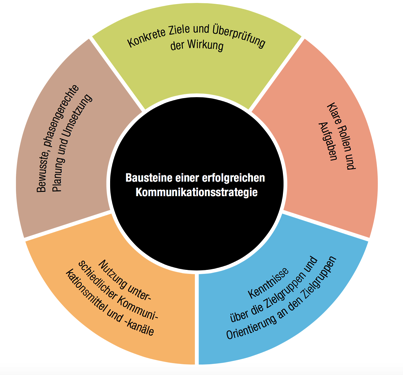 Konkrete Ziele und Überprüfung
der Wirkung
Klare Rollen und
Aufgaben
Kenntnisse
über die Zielgruppen und
Orientierung an den Zielgruppen
Nutzung unter-
schiedlicher Kommuni-
kationsmittel und -kanäle
Bewusste, phasengerechte
Planung und Umsetzung
Bausteine einer erfolgreichen
Kommunikationsstrategie